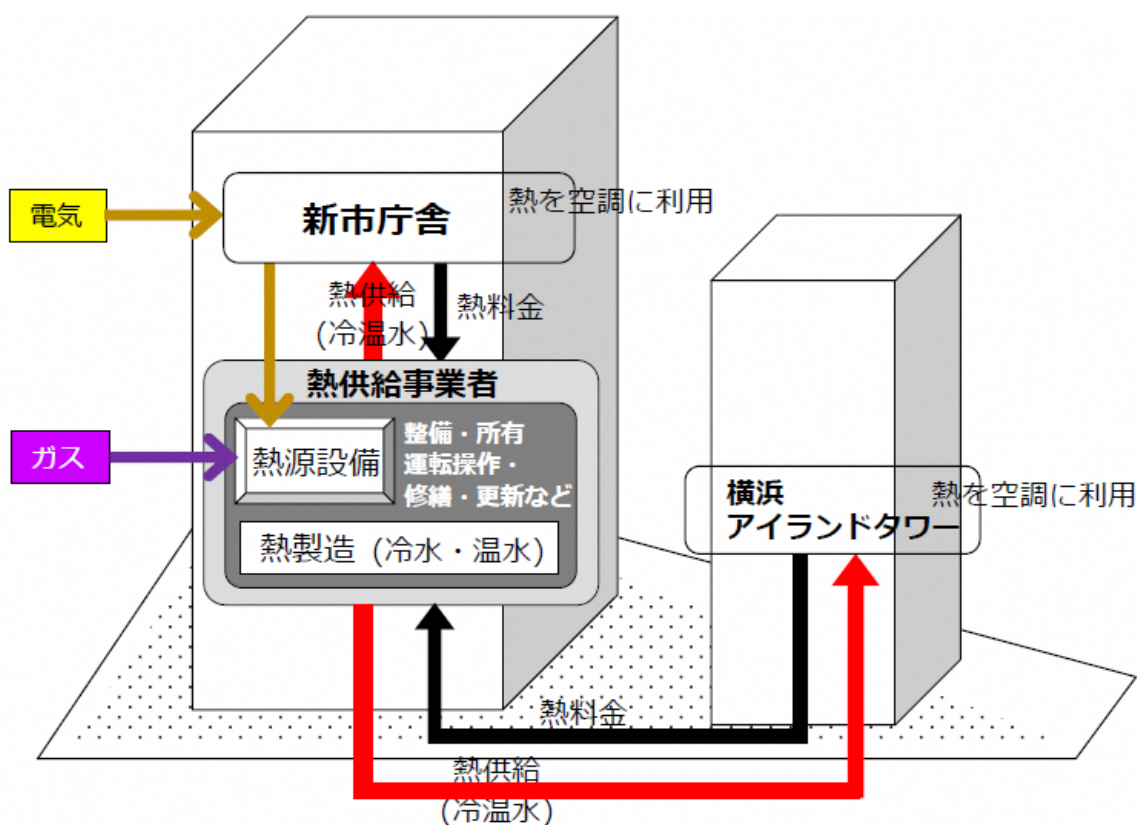 電気
新市庁舎
熱を空調に利用
熱供給
(冷温水)
熱料金
熱供給事業者
ガス
熱源設備
整備・所有
運転操作・
修繕・更新など
熱製造 (冷水・温水)
横浜
アイランドタワー
熱を空調に利用
熱料金
熱供給
(冷温水)